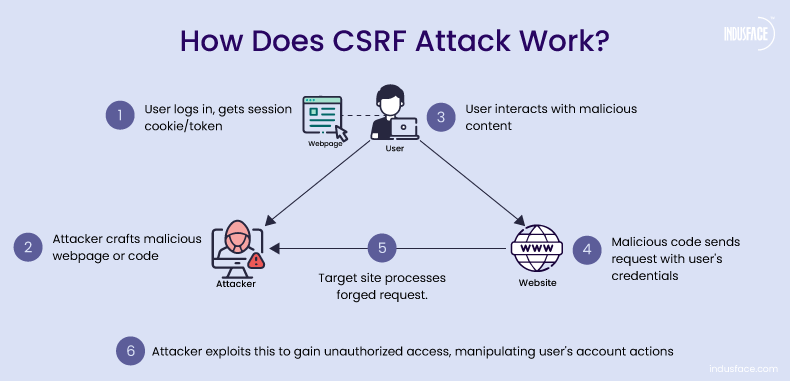 How Does CSRF Attack Work?
INDUSFACE
1
User logs in, gets session
cookie/token
Webpage
User
3
User interacts with malicious
content
2
Attacker crafts malicious
webpage or code
Attacker
5
Target site processes
forged request.
WWW
Website
4
Malicious code sends
request with user's
credentials
6
Attacker exploits this to gain unauthorized access, manipulating user's account actions
indusface.com